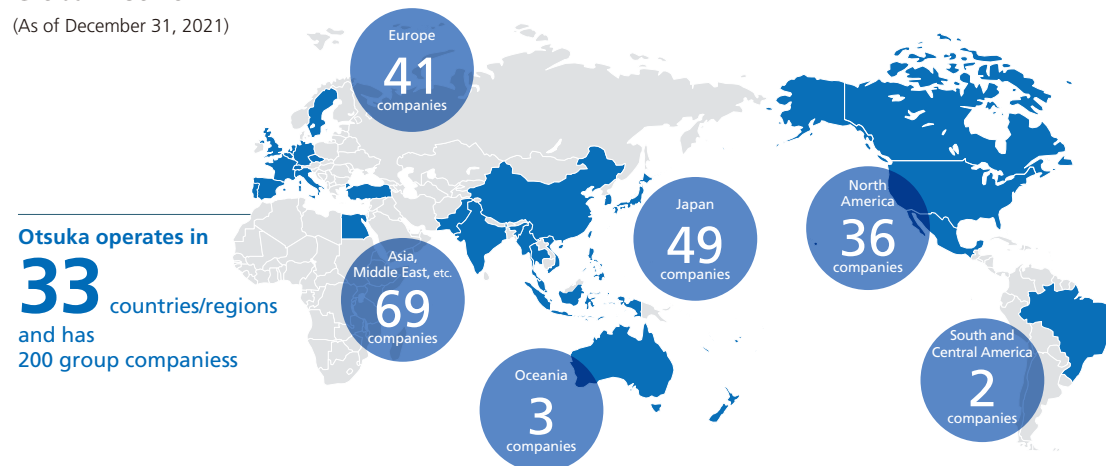 (As of December 31, 2021)
Europe
41
companies
Japan
49
companies
North
America
36
companies
Otsuka operates in
33 countries/regions
and has
200 group companiess
Asia,
Middle East, etc.
69
companies
Oceania
3
companies
South and
Central America
2
companies